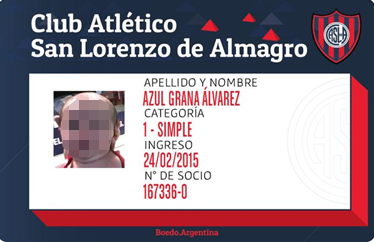 Club Atlético
San Lorenzo de Almagro
CASLA
APELLIDO Y NOMBRE
AZUL GRANA ÁLVAREZ
CATEGORÍA
1 - SIMPLE
INGRESO
24/02/2015
N° DE SOCIO
167336-0
Boedo.Argentina